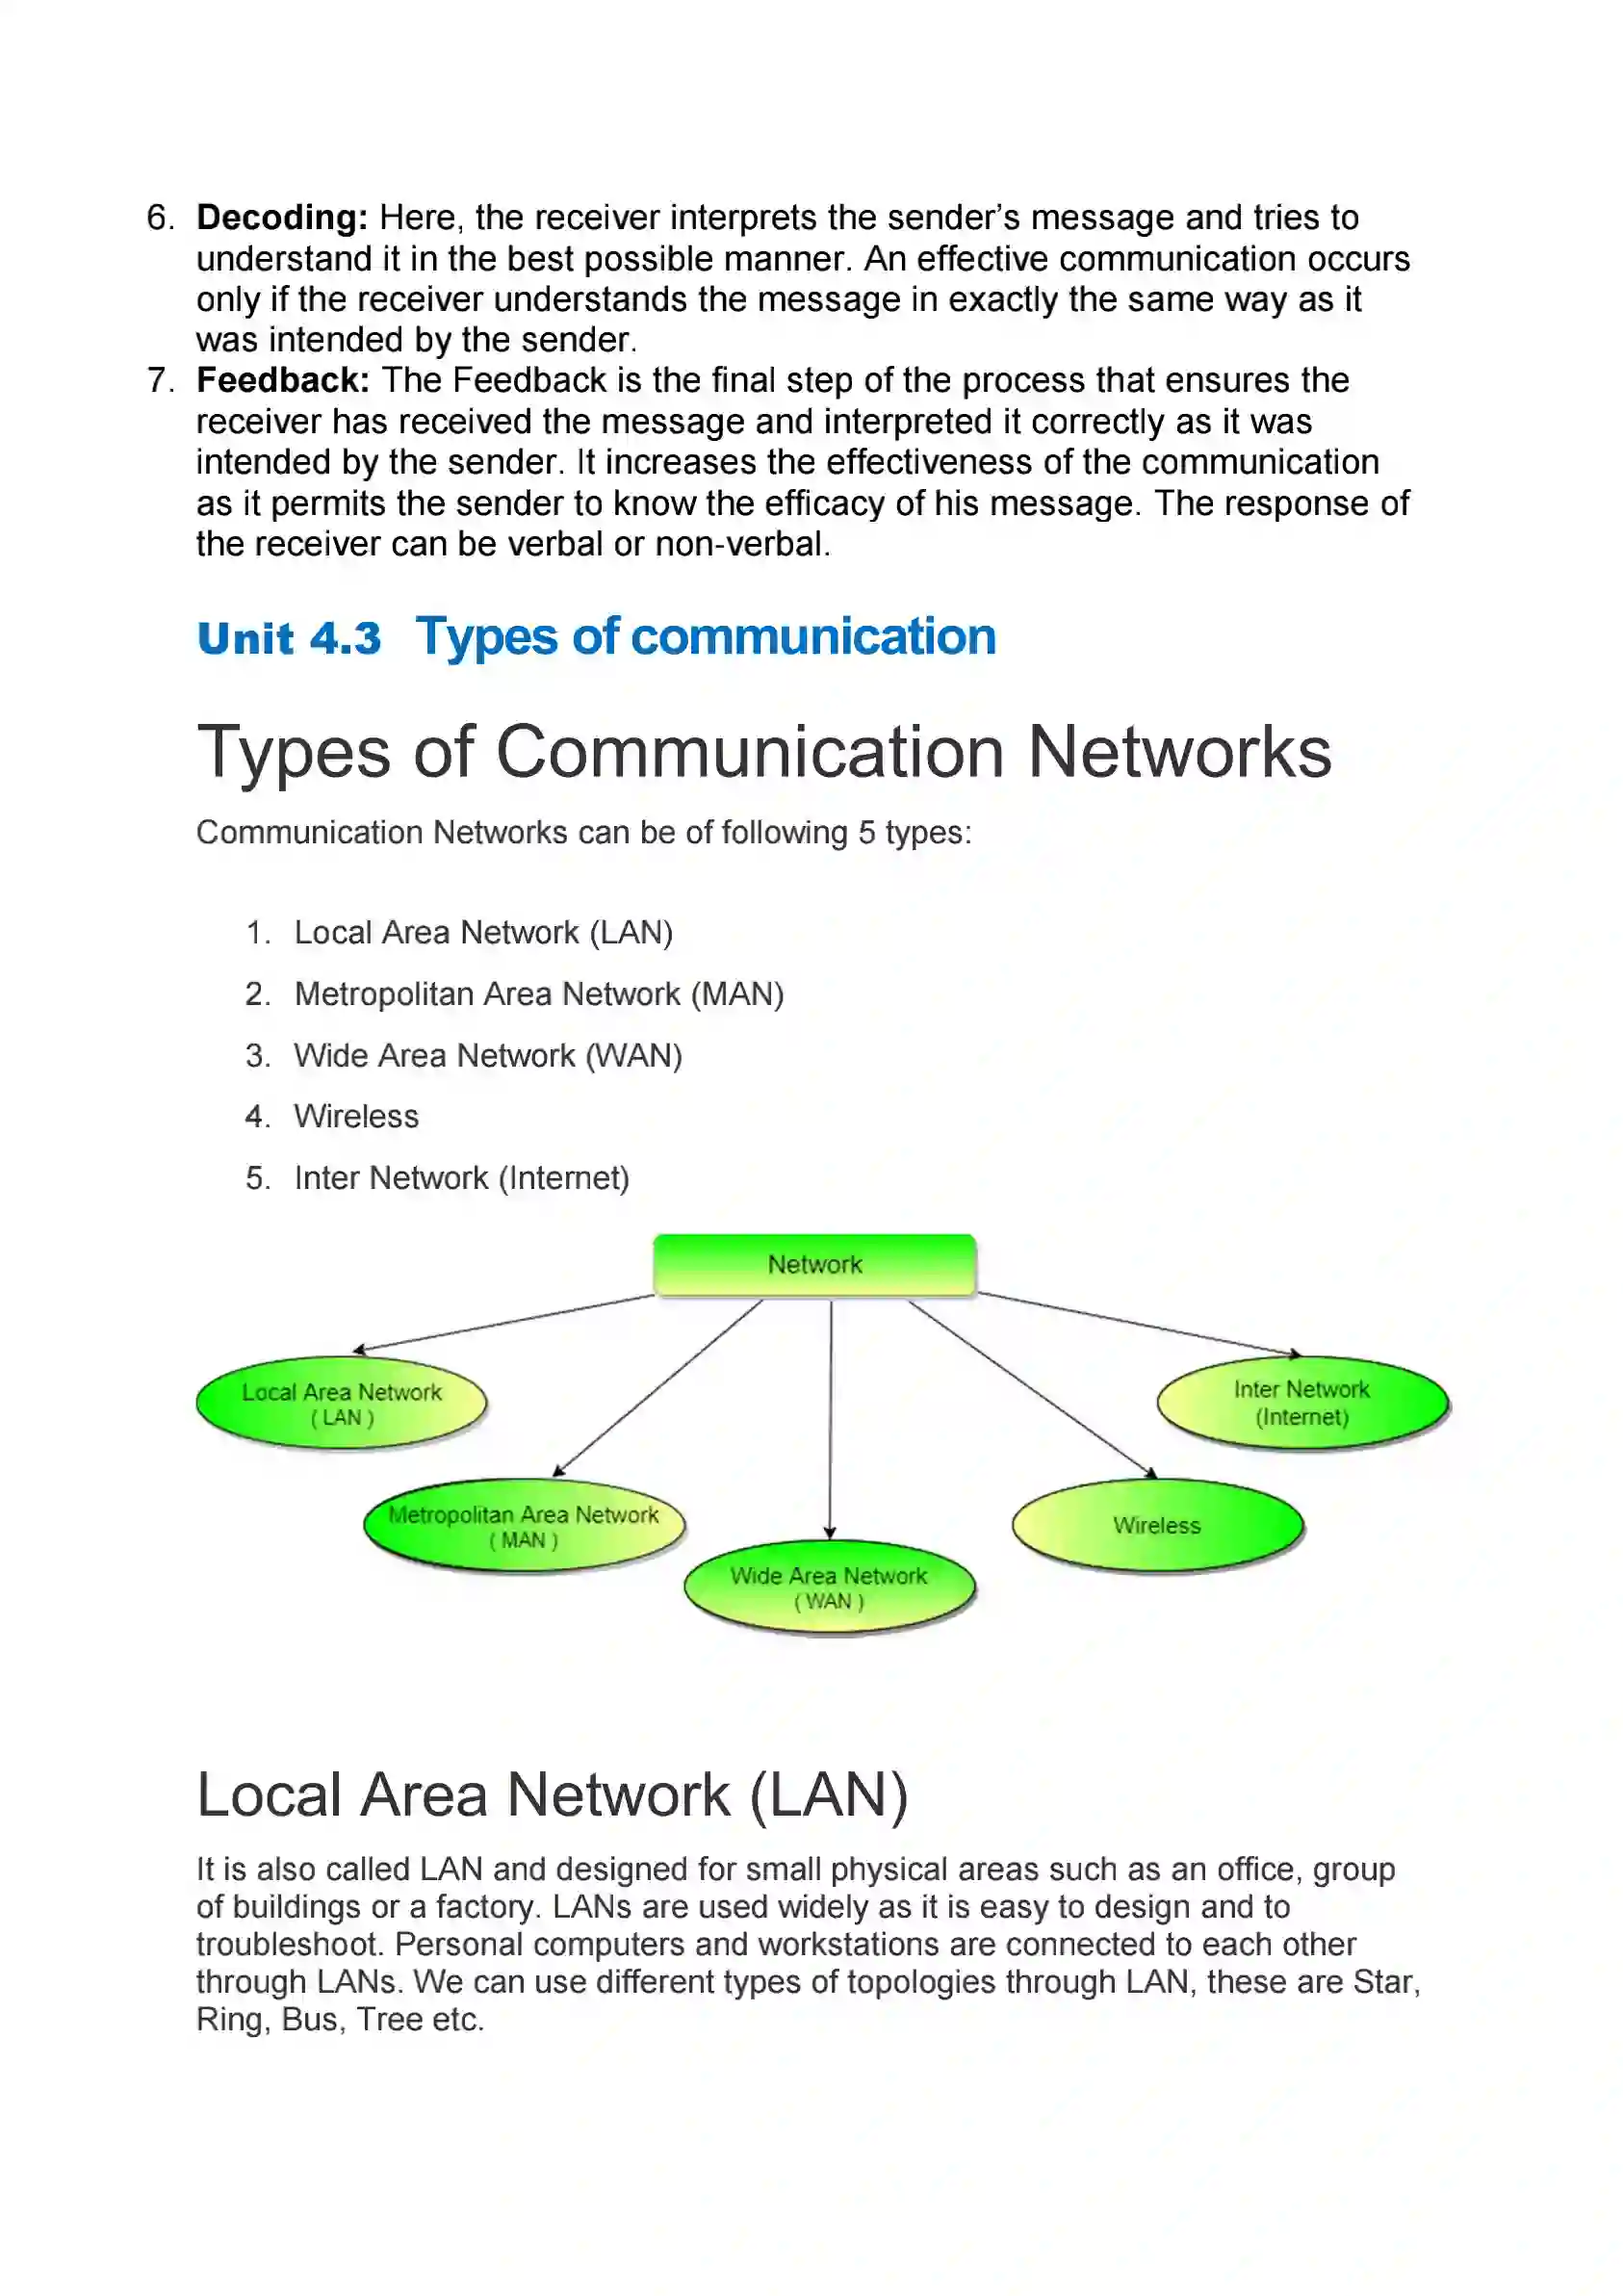 6. Decoding: Here, the receiver interprets the sender’s message and tries to
understand it in the best possible manner. An effective communication occurs
only if the receiver understands the message in exactly the same way as it
was intended by the sender.
7. Feedback: The Feedback is the final step of the process that ensures the
receiver has received the message and interpreted it correctly as it was
intended by the sender. It increases the effectiveness of the communication
as it permits the sender to know the efficacy of his message. The response of
the receiver can be verbal or non-verbal.
Unit 4.3 Types of communication
Types of Communication Networks
Communication Networks can be of following 5 types:
1. Local Area Network (LAN)
2. Metropolitan Area Network (MAN)
3. Wide Area Network (WAN)
4. Wireless
5. Inter Network (Internet)
Network
Local Area Network
( LAN )
Inter Network
(Internet)
Metropolitan Area Network
( MAN )
Wireless
Wide Area Network
( WAN )
Local Area Network (LAN)
It is also called LAN and designed for small physical areas such as an office, group
of buildings or a factory. LANs are used widely as it is easy to design and to
troubleshoot. Personal computers and workstations are connected to each other
through LANs. We can use different types of topologies through LAN, these are Star,
Ring, Bus, Tree etc.